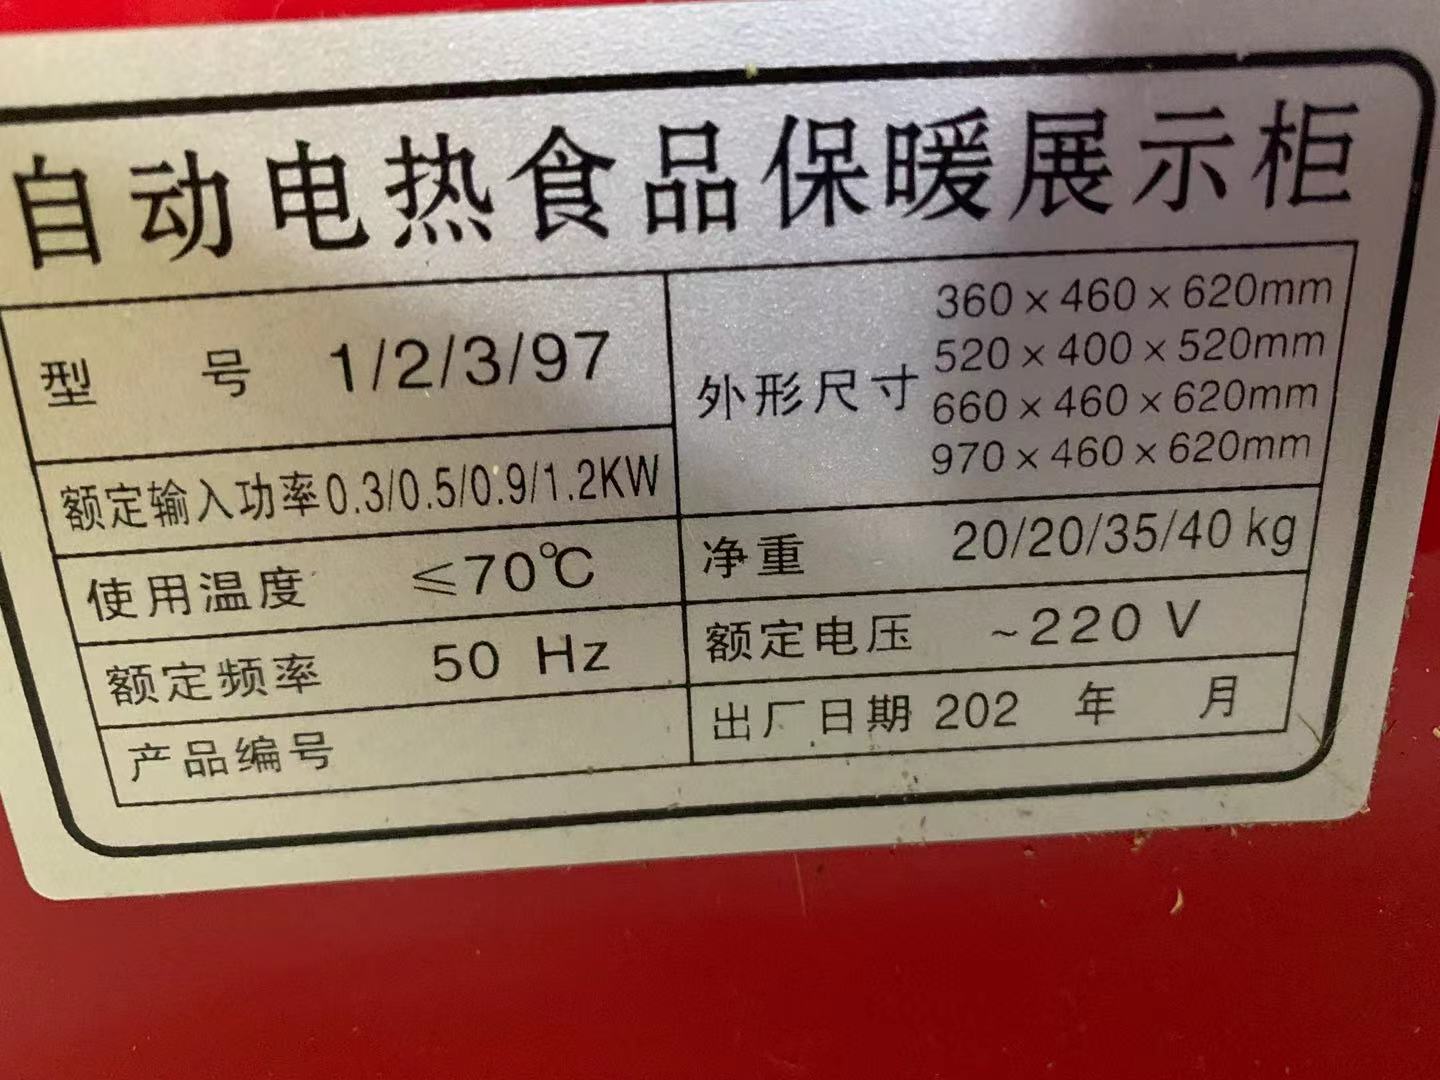 自动电热食品保暖展示柜
型 号 1/2/3/97
外形尺寸
360×460×620mm
520×400×520mm
660×460×620mm
970×460×620mm
额定输入功率 0.3/0.5/0.9/1.2KW
净重 20/20/35/40 kg
使用温度 ≤70℃
额定电压 ~220 V
额定频率 50 Hz
出厂日期 202 年 月
产品编号